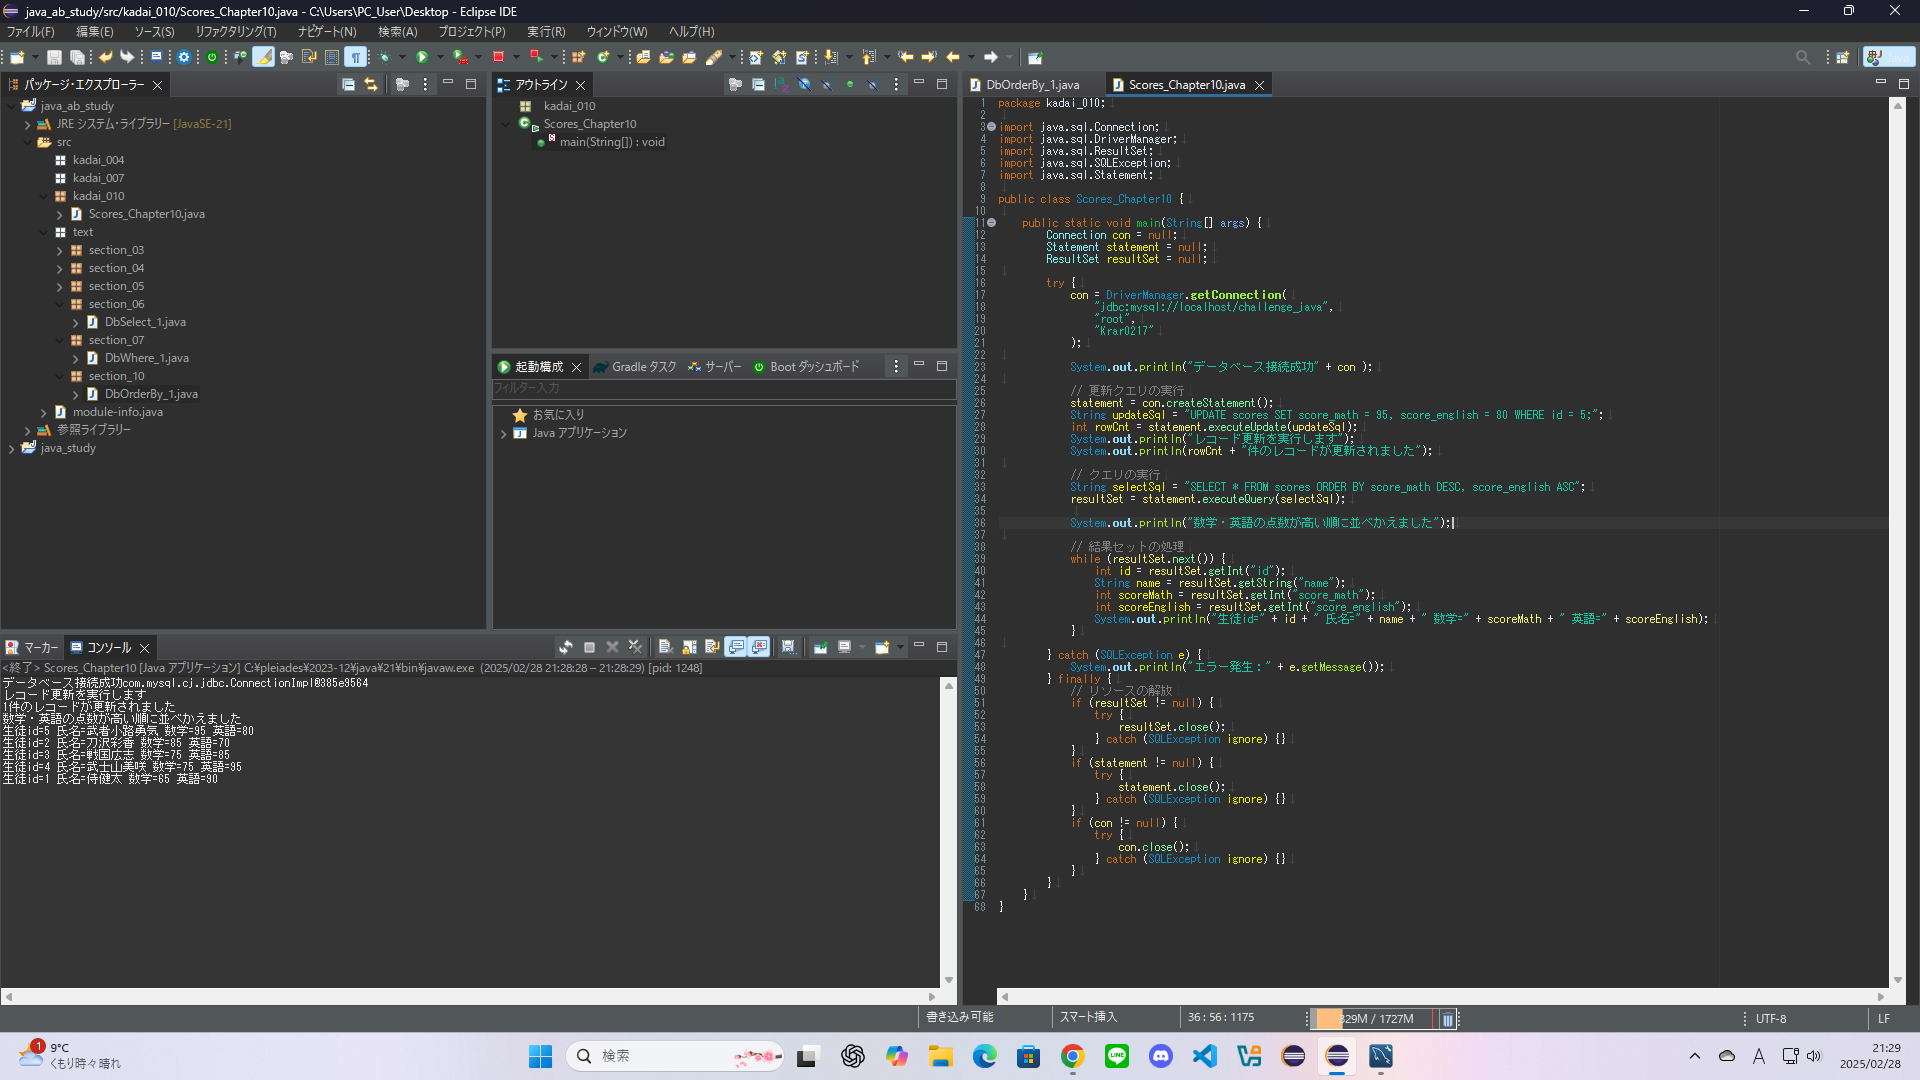 java_ab_study/src/kadai_010/Scores_Chapter10.java - C:\Users\PC_User\Desktop - Eclipse IDE
ファイル(F) 編集(E) ソース(S) リファクタリング(T) ナビゲート(N) 検索(A) プロジェクト(P) 実行(R) ウィンドウ(W) ヘルプ(H)
パッケージ・エクスプローラー
java_ab_study
JRE システム・ライブラリー [JavaSE-21]
src
kadai_004
kadai_007
kadai_010
Scores_Chapter10.java
text
section_03
section_04
section_05
section_06
DbSelect_1.java
section_07
DbWhere_1.java
section_10
DbOrderBy_1.java
module-info.java
参照ライブラリー
java_study
アウトライン
kadai_010
Scores_Chapter10
main(String[]) : void
起動構成 Gradle タスク サーバー Boot ダッシュボード
フィルター入力
お気に入り
Java アプリケーション
DbOrderBy_1.java Scores_Chapter10.java
1 package kadai_010;
2
3 import java.sql.Connection;
4 import java.sql.DriverManager;
5 import java.sql.ResultSet;
6 import java.sql.SQLException;
7 import java.sql.Statement;
8
9 public class Scores_Chapter10 {
10
11 public static void main(String[] args) {
12 Connection con = null;
13 Statement statement = null;
14 ResultSet resultSet = null;
15
16 try {
17 con = DriverManager.getConnection(
18 "jdbc:mysql://localhost/challenge_java",
19 "root",
20 "Krar0217"
21 );
22
23 System.out.println("データベース接続成功" + con );
24
25 // 更新クエリの実行
26 statement = con.createStatement();
27 String updateSql = "UPDATE scores SET score_math = 95, score_english = 80 WHERE id = 5;";
28 int rowCnt = statement.executeUpdate(updateSql);
29 System.out.println("レコード更新を実行します");
30 System.out.println(rowCnt + "件のレコードが更新されました");
31
32 // クエリの実行
33 String selectSql = "SELECT * FROM scores ORDER BY score_math DESC, score_english ASC";
34 resultSet = statement.executeQuery(selectSql);
35
36 System.out.println("数学・英語の点数が高い順に並べかえました");
37
38 // 結果セットの処理
39 while (resultSet.next()) {
40 int id = resultSet.getInt("id");
41 String name = resultSet.getString("name");
42 int scoreMath = resultSet.getInt("score_math");
43 int scoreEnglish = resultSet.getInt("score_english");
44 System.out.println("生徒id=" + id + " 氏名=" + name + " 数学=" + scoreMath + " 英語=" + scoreEnglish);
45 }
46
47 } catch (SQLException e) {
48 System.out.println("エラー発生：" + e.getMessage());
49 } finally {
50 // リソースの解放
51 if (resultSet != null) {
52 try {
53 resultSet.close();
54 } catch (SQLException ignore) {}
55 }
56 if (statement != null) {
57 try {
58 statement.close();
59 } catch (SQLException ignore) {}
60 }
61 if (con != null) {
62 try {
63 con.close();
64 } catch (SQLException ignore) {}
65 }
66 }
67 }
68 }
マーカー コンソール
<終了> Scores_Chapter10 [Java アプリケーション] C:¥pleiades¥2023-12¥java¥21¥bin¥javaw.exe (2025/02/28 21:28:28 – 21:28:29) [pid: 1248]
データベース接続成功com.mysql.cj.jdbc.ConnectionImpl@385e9564
レコード更新を実行します
1件のレコードが更新されました
数学・英語の点数が高い順に並べかえました
生徒id=5 氏名=武者小路勇気 数学=95 英語=80
生徒id=2 氏名=刀沢彩香 数学=85 英語=70
生徒id=3 氏名=戦国広志 数学=75 英語=85
生徒id=4 氏名=武士山美咲 数学=75 英語=95
生徒id=1 氏名=侍健太 数学=65 英語=90
書き込み可能 スマート挿入 36 : 56 : 1175 829M / 1727M UTF-8 LF
1 9°C
くもり時々晴れ
検索
LINE
A
21:29
2025/02/28